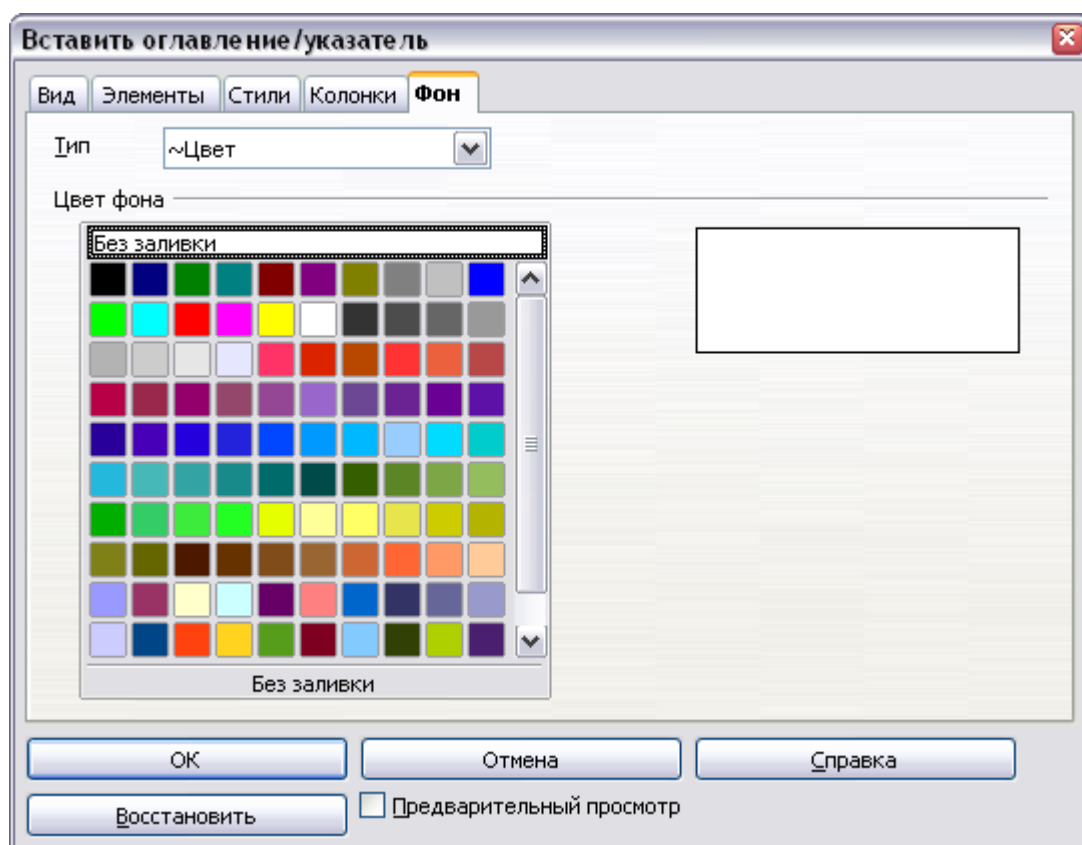 Вставить оглавление/указатель
Вид Элементы Стили Колонки Фон
Тип ~Цвет
Цвет фона
Без заливки
Без заливки
ОК Отмена Справка
Восстановить Предварительный просмотр